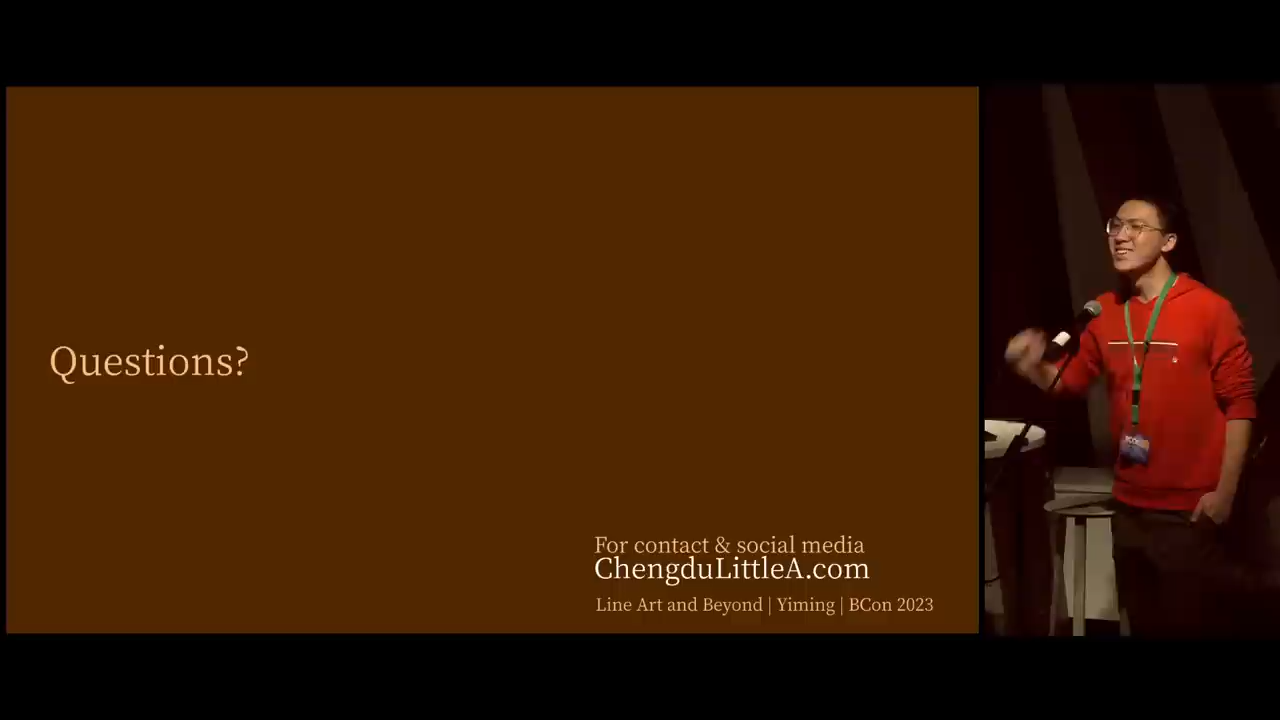 Questions?
For contact & social media
ChengduLittleA.com
Line Art and Beyond | Yiming | BCon 2023